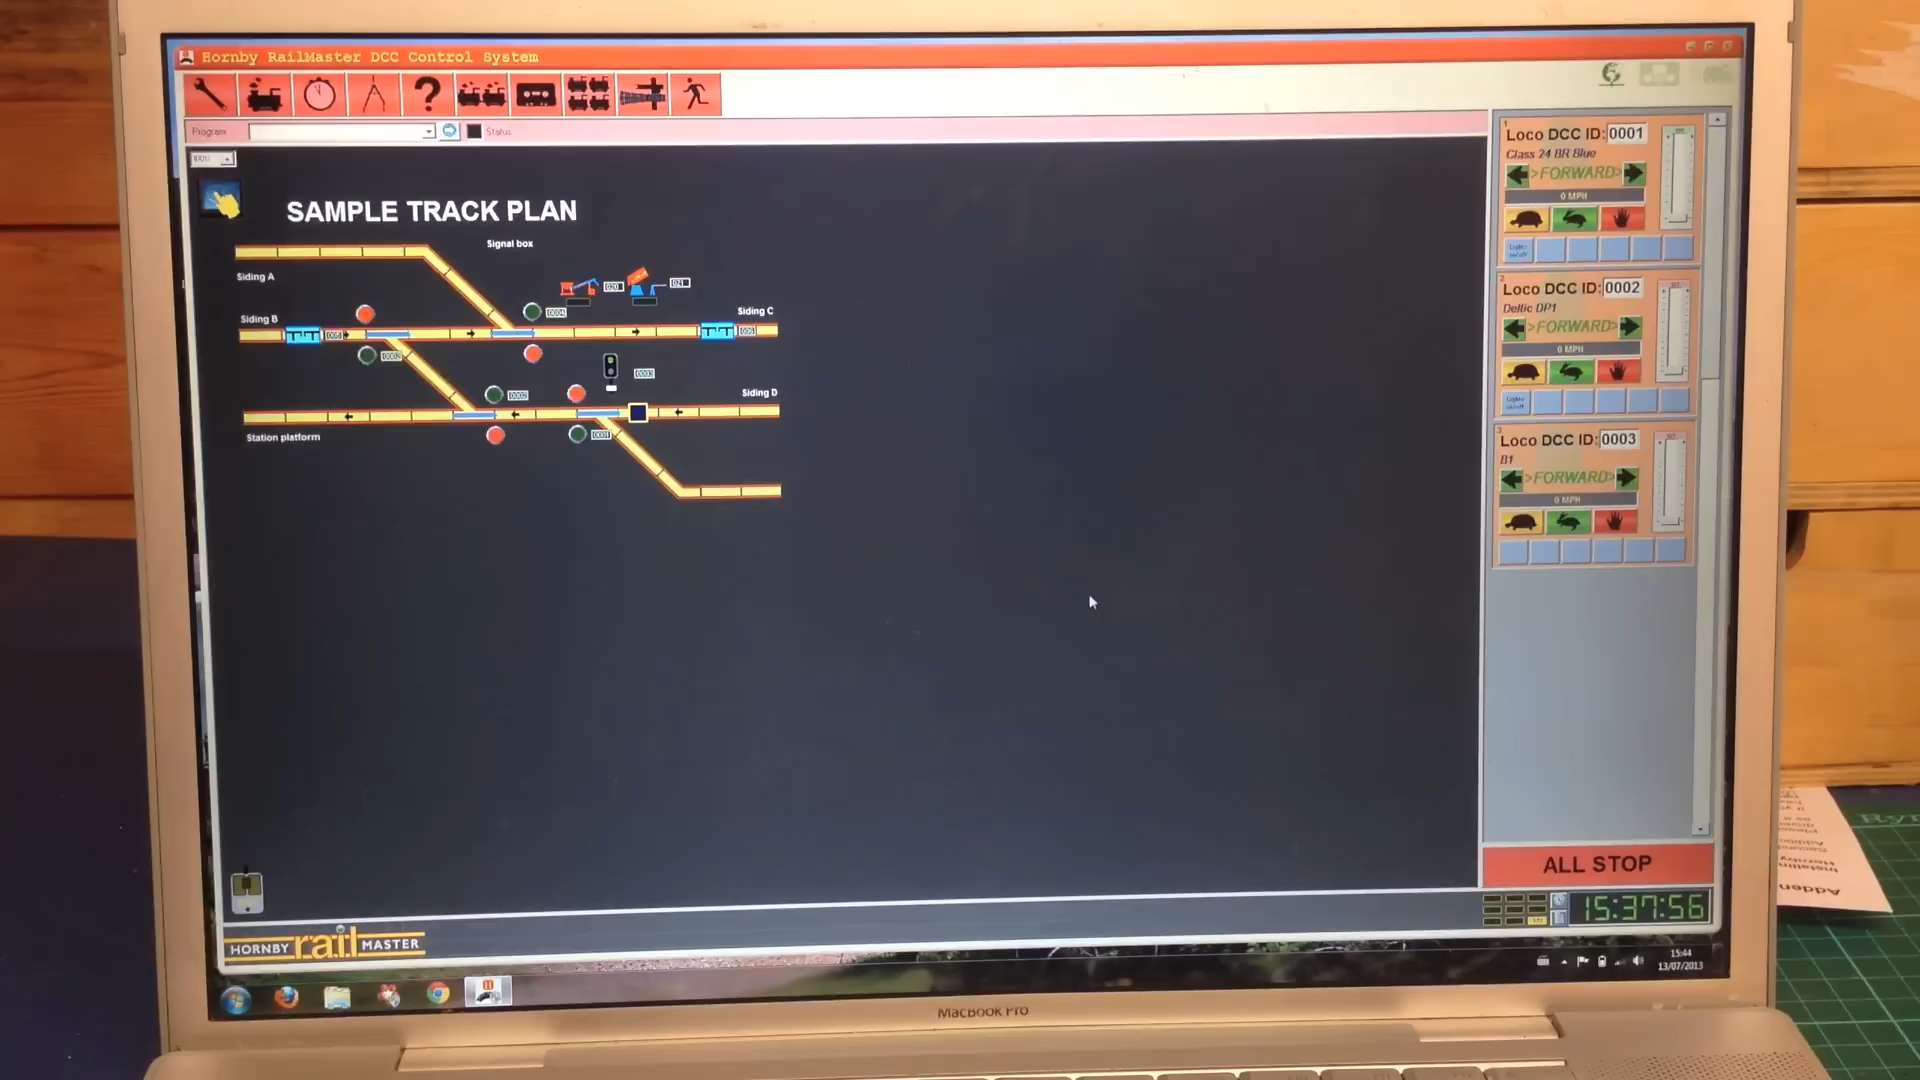 Hornby RailMaster DCC Control System
Program
Status
SAMPLE TRACK PLAN
Signal box
Siding A
Siding B
Siding C
Siding D
Station platform
Loco DCC ID: 0001
Class 24 BR Blue
>FORWARD>
0 MPH
Loco DCC ID: 0002
Deltic DP1
>FORWARD>
0 MPH
Loco DCC ID: 0003
B1
>FORWARD>
0 MPH
ALL STOP
15:37:56
HORNBY rail MASTER
15:44
13/07/2013
MacBook Pro